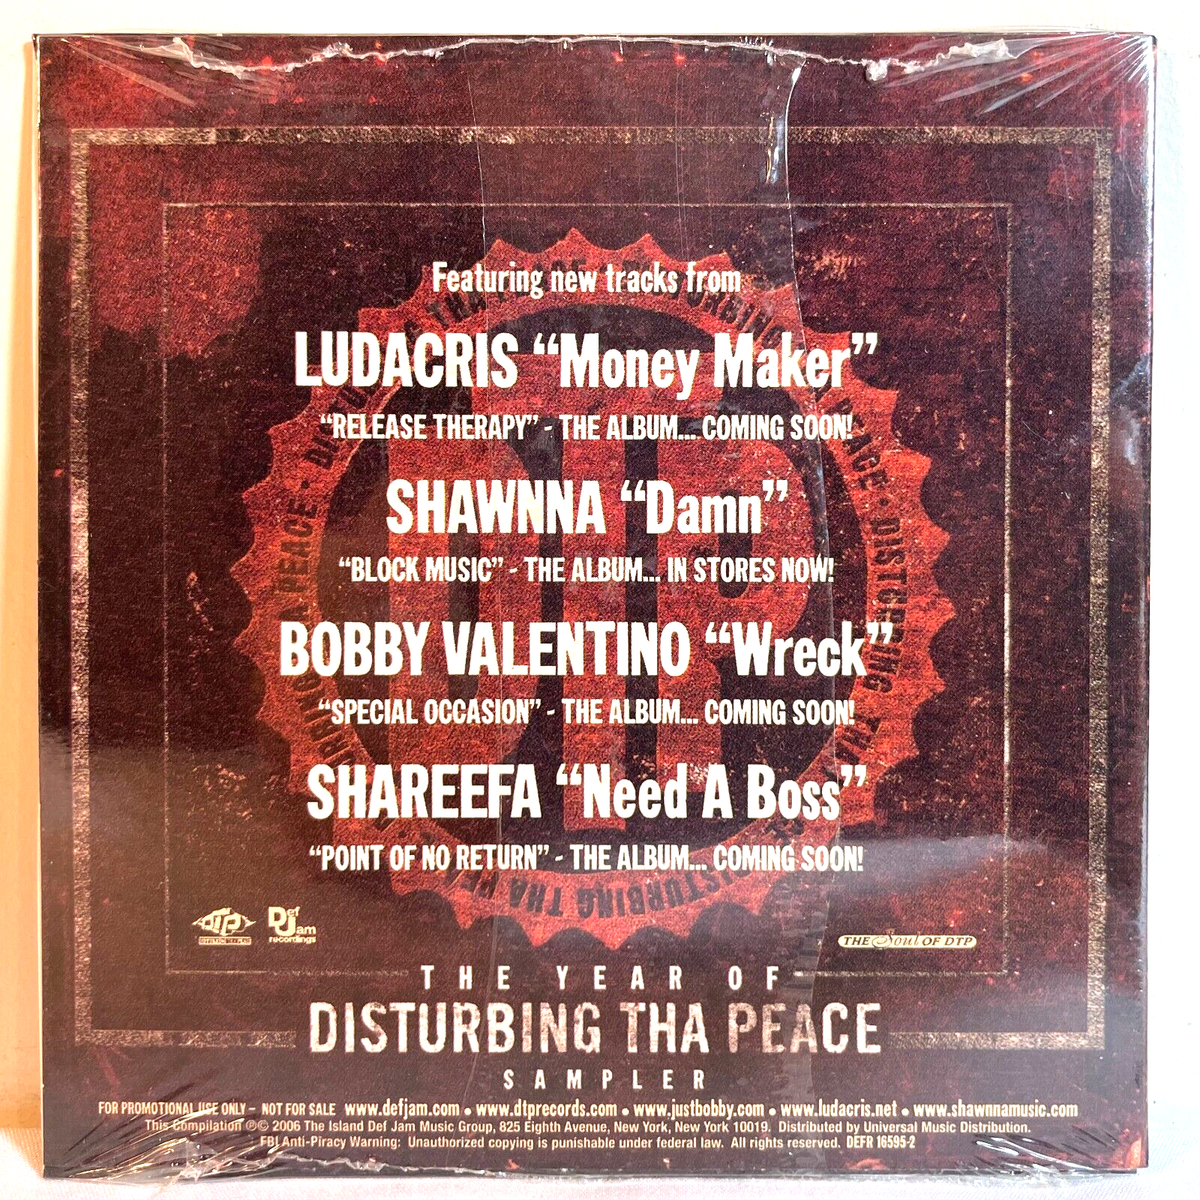 Featuring new tracks from
LUDACRIS “Money Maker”
“RELEASE THERAPY” - THE ALBUM... COMING SOON!
SHAWNNA “Damn”
“BLOCK MUSIC” - THE ALBUM... IN STORES NOW!
BOBBY VALENTINO “Wreck”
“SPECIAL OCCASION” - THE ALBUM... COMING SOON!
SHAREEFA “Need A Boss”
“POINT OF NO RETURN” - THE ALBUM... COMING SOON!
DTP
DISTURBING THA PEACE
Def Jam recordings
THE Soul OF DTP
THE YEAR OF
DISTURBING THA PEACE
SAMPLER
FOR PROMOTIONAL USE ONLY – NOT FOR SALE www.defjam.com • www.dtprecords.com • www.justbobby.com • www.ludacris.net • www.shawnnamusic.com
This Compilation ℗© 2006 The Island Def Jam Music Group, 825 Eighth Avenue, New York, New York 10019. Distributed by Universal Music Distribution.
FBI Anti-Piracy Warning: Unauthorized copying is punishable under federal law. All rights reserved. DEFR 16595-2